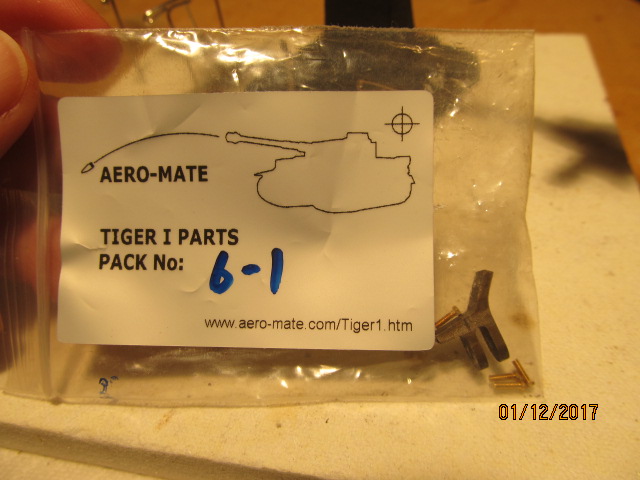 AERO-MATE
TIGER I PARTS
PACK No: 6-1
www.aero-mate.com/Tiger1.htm
01/12/2017